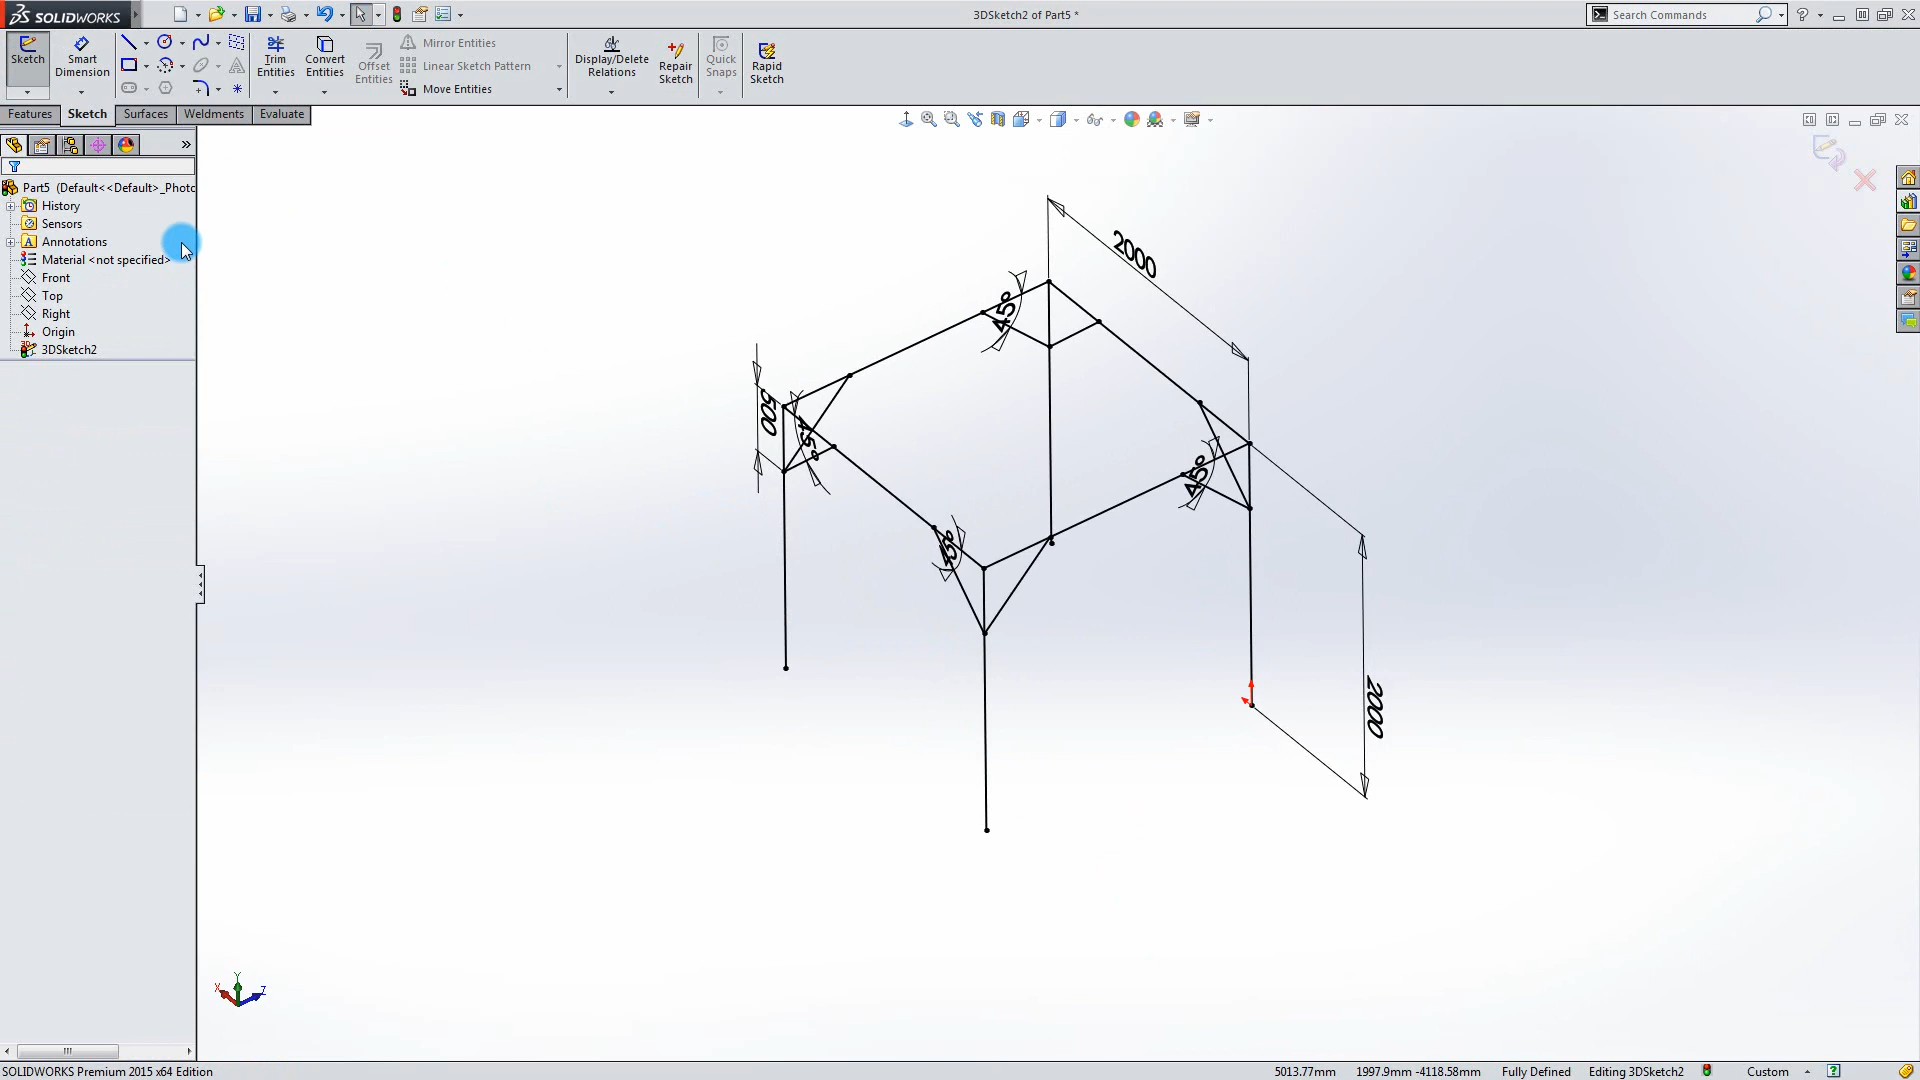 SOLIDWORKS
3DSketch2 of Part5 *
Search Commands
Sketch
Smart Dimension
Trim Entities
Convert Entities
Offset Entities
Mirror Entities
Linear Sketch Pattern
Move Entities
Display/Delete Relations
Repair Sketch
Quick Snaps
Rapid Sketch
Features
Sketch
Surfaces
Weldments
Evaluate
Part5 (Default<<Default>_Photo
History
Sensors
Annotations
Material <not specified>
Front
Top
Right
Origin
3DSketch2
2000
45°
500
45°
45°
45°
2000
Y
X
Z
SOLIDWORKS Premium 2015 x64 Edition
5013.77mm
1997.9mm -4118.58mm
Fully Defined
Editing 3DSketch2
Custom